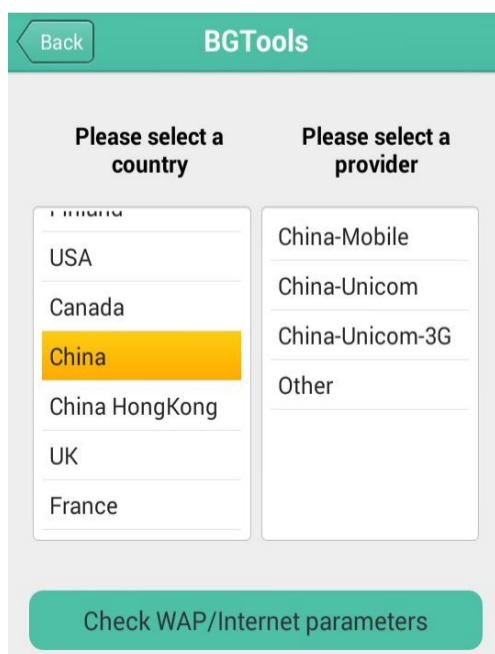 Back
BGTools
Please select a
country
Please select a
provider
Finland
USA
Canada
China
China HongKong
UK
France
China-Mobile
China-Unicom
China-Unicom-3G
Other
Check WAP/Internet parameters